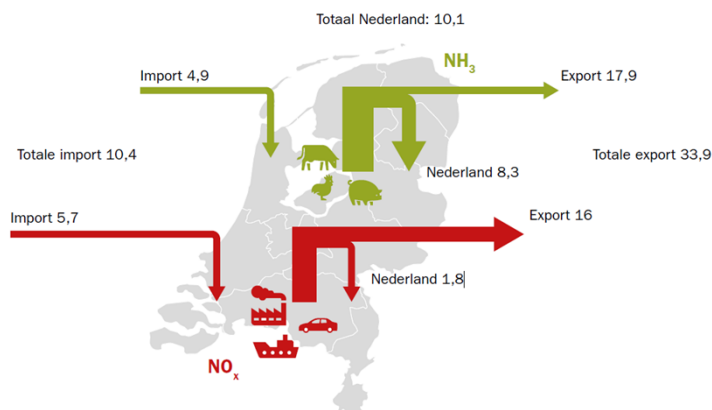 Totaal Nederland: 10,1
NH3
Import 4,9
Export 17,9
Totale import 10,4
Totale export 33,9
Nederland 8,3
Import 5,7
Export 16
Nederland 1,8
NOx